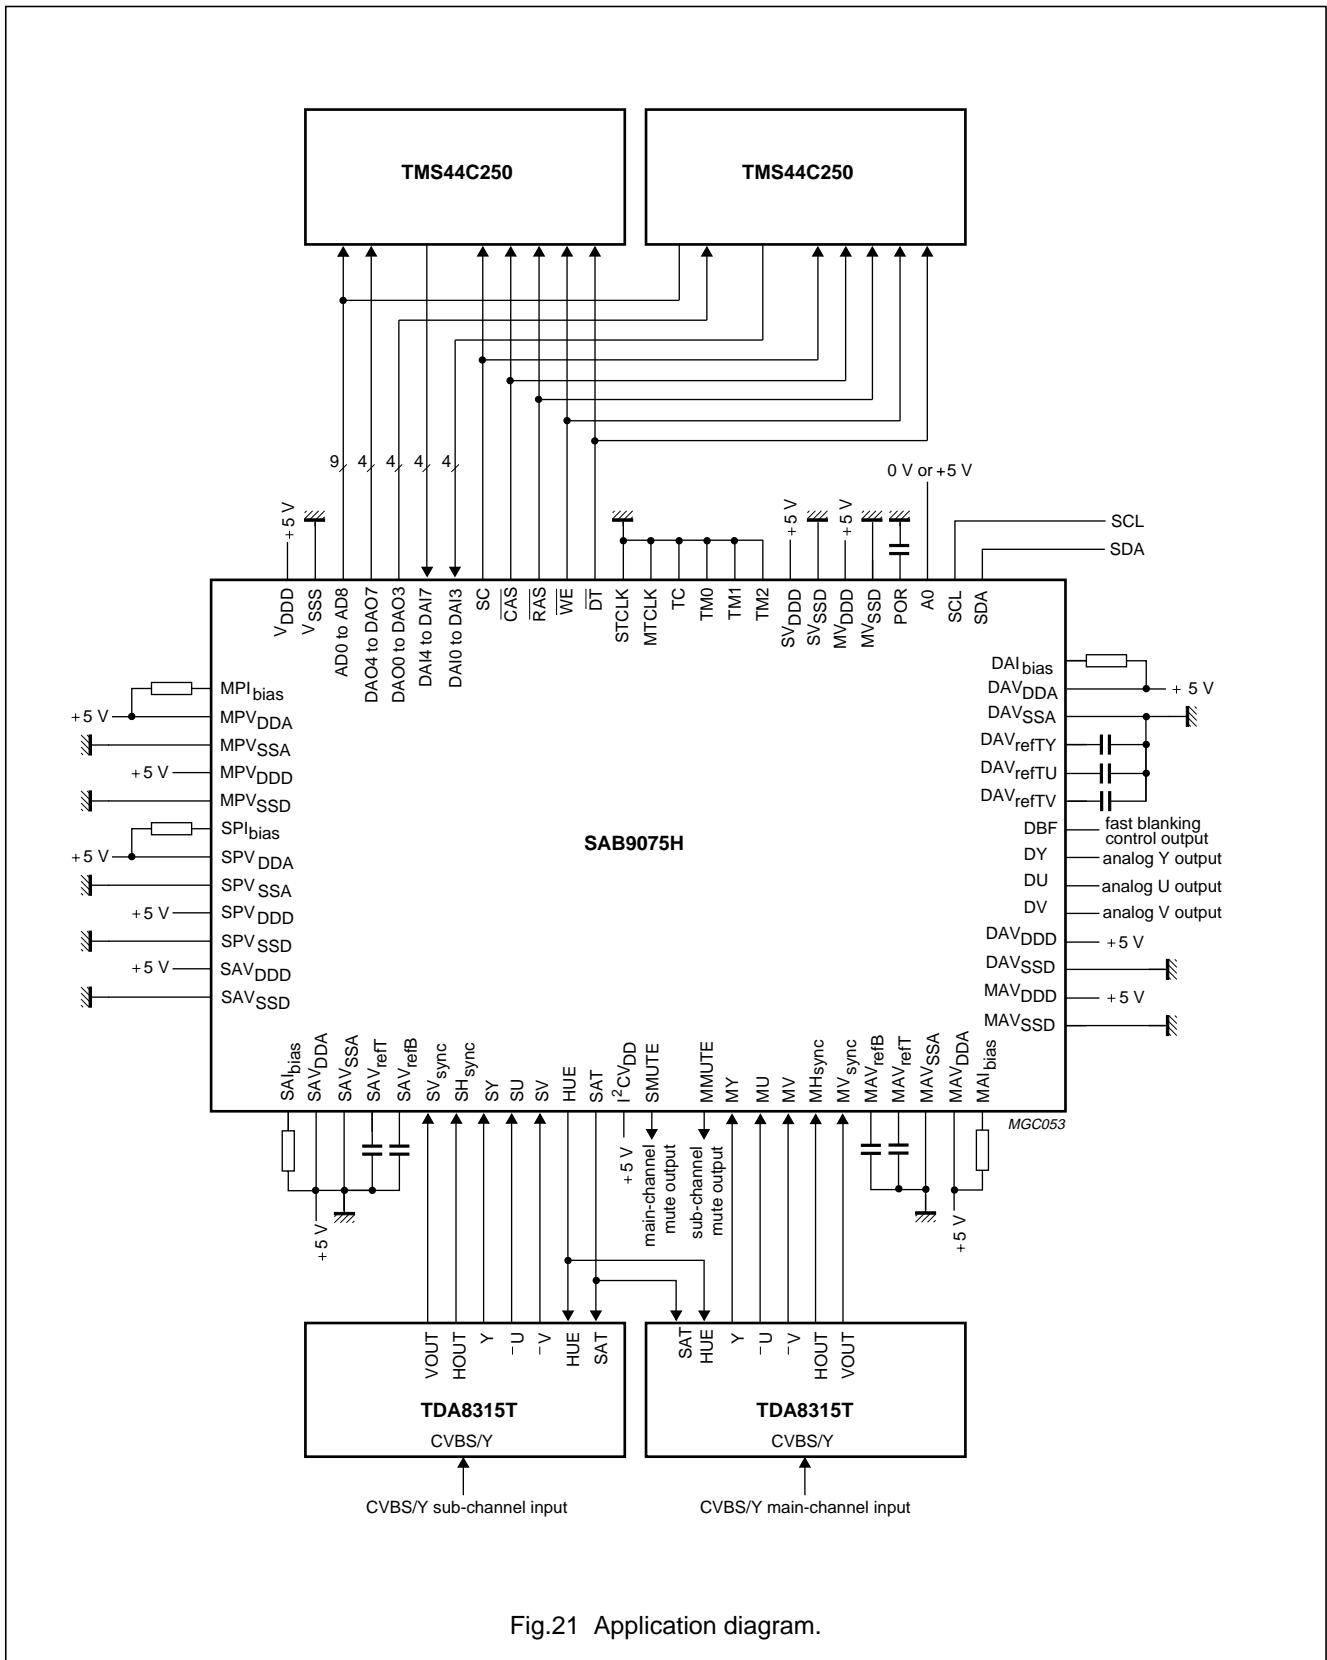 TMS44C250
TMS44C250
9
4
4
4
4
0 V or +5 V
+5 V
+5 V
+5 V
SCL
SDA
VDDD
VSSS
AD0 to AD8
DAO4 to DAO7
DAO0 to DAO3
DAI4 to DAI7
DAI0 to DAI3
SC
CAS
RAS
WE
DT
STCLK
MTCLK
TC
TM0
TM1
TM2
SVDDD
SVSSD
MVDDD
MVSSD
POR
A0
SCL
SDA
MPIbias
+5 V
MPVDDA
MPVSSA
+5 V
MPVDDD
MPVSSD
SPIbias
+5 V
SPVDDA
SPVSSA
+5 V
SPVDDD
SPVSSD
+5 V
SAVDDD
SAVSSD
SAB9075H
DAIbias
DAVDDA
+ 5 V
DAVSSA
DAVrefTY
DAVrefTU
DAVrefTV
DBF
fast blanking
control output
DY
analog Y output
DU
analog U output
DV
analog V output
DAVDDD
+5 V
DAVSSD
MAVDDD
+5 V
MAVSSD
SAIbias
SAVDDA
SAVSSA
SAVrefT
SAVrefB
SVsync
SHsync
SY
SU
SV
HUE
SAT
I2CVDD
SMUTE
MMUTE
MY
MU
MV
MHsync
MVsync
MAVrefB
MAVrefT
MAVSSA
MAVDDA
MAIbias
MGC053
+5 V
+5 V
main-channel
mute output
sub-channel
mute output
+5 V
VOUT
HOUT
Y
−U
−V
HUE
SAT
SAT
HUE
Y
−U
−V
HOUT
VOUT
TDA8315T
CVBS/Y
TDA8315T
CVBS/Y
CVBS/Y sub-channel input
CVBS/Y main-channel input
Fig.21 Application diagram.